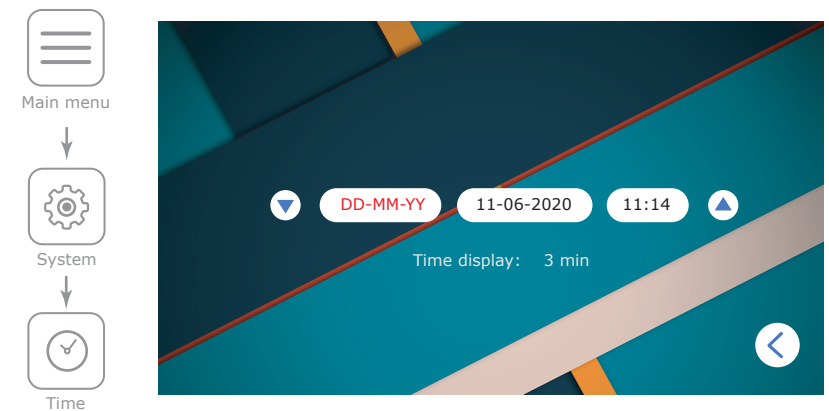 Main menu
System
Time
DD-MM-YY 11-06-2020 11:14
Time display: 3 min